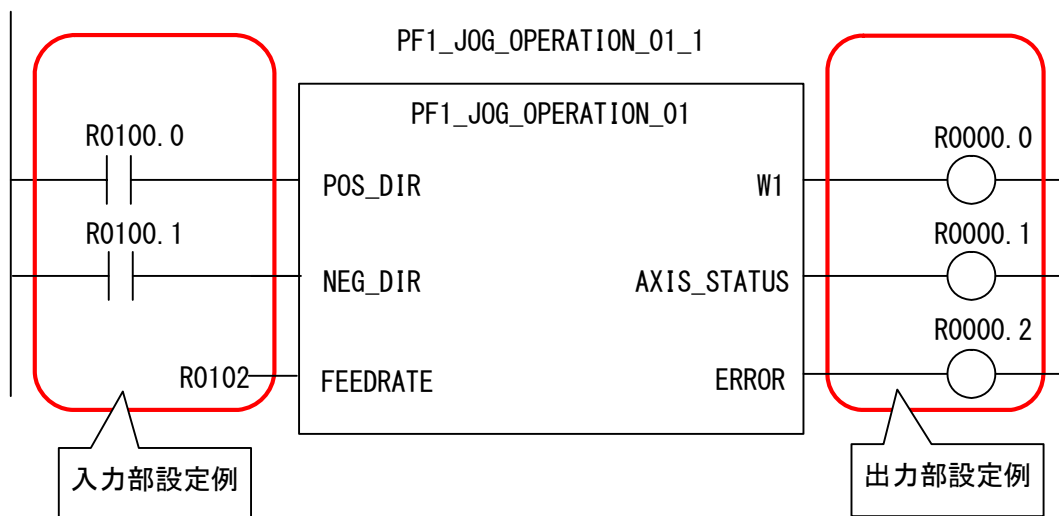 PF1_JOG_OPERATION_01_1
PF1_JOG_OPERATION_01
R0100.0
R0000.0
POS_DIR
W1
R0100.1
R0000.1
NEG_DIR
AXIS_STATUS
R0000.2
R0102
FEEDRATE
ERROR
入力部設定例
出力部設定例